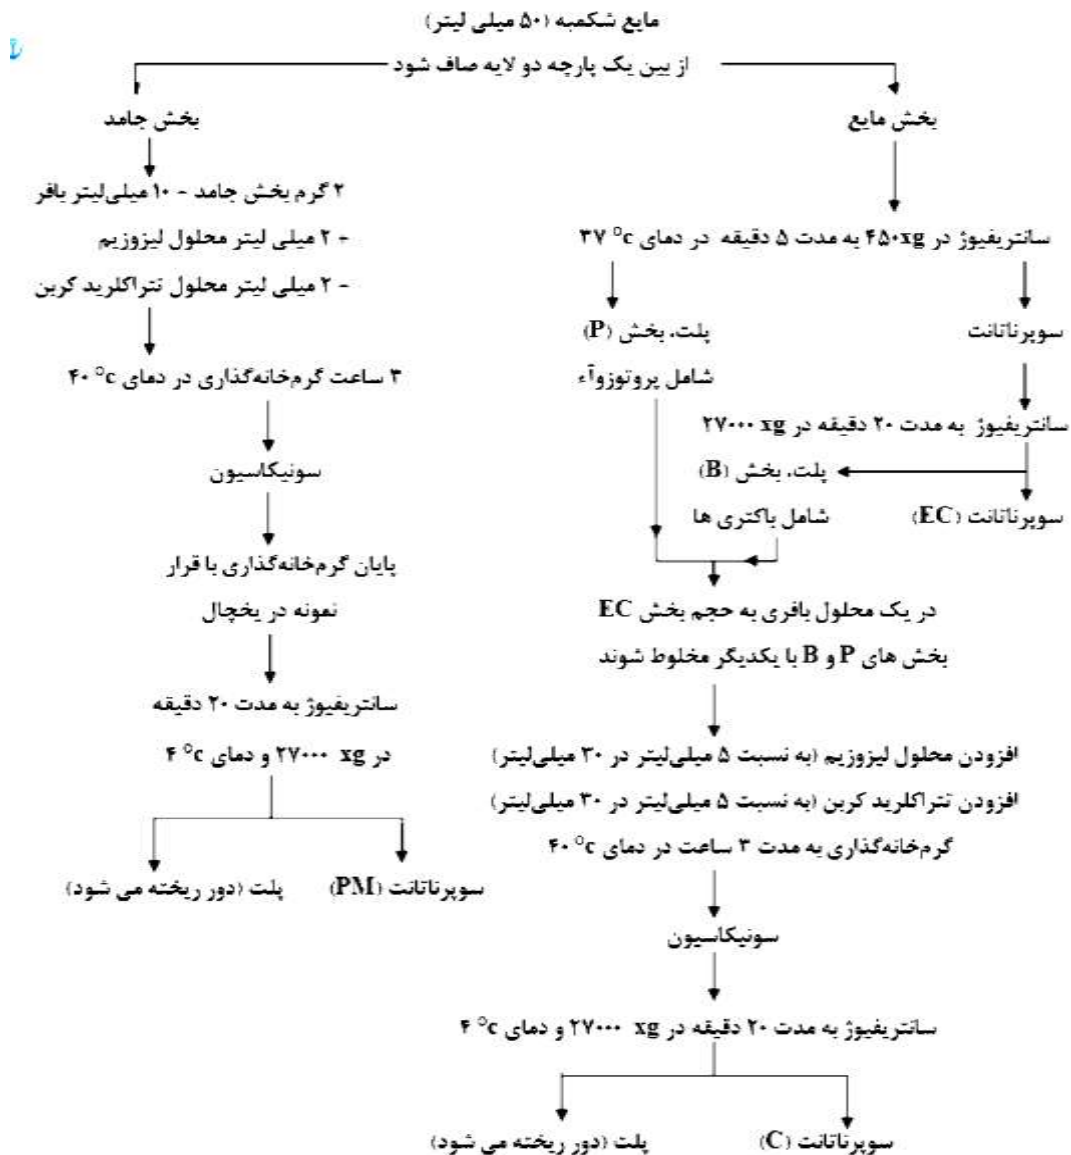 مایع شکمبه (۵۰ میلی لیتر)
از بین یک پارچه دو لایه صاف شود
بخش جامد
بخش مایع
۲ گرم بخش جامد - ۱۰ میلی‌لیتر بافر
- ۲ میلی لیتر محلول لیزوزیم
- ۲ میلی لیتر محلول تتراکلرید کربن
۳ ساعت گرم‌خانه‌گذاری در دمای ۴۰ °c
سونیکاسیون
پایان گرم‌خانه‌گذاری با قرار
نمونه در یخچال
سانتریفیوژ به مدت ۲۰ دقیقه
در ۲۷۰۰۰ xg و دمای ۴ °c
سوپرناتانت (PM)
پلت (دور ریخته می شود)
سانتریفیوژ در ۴۵۰xg به مدت ۵ دقیقه در دمای ۳۷ °c
پلت، بخش (P)
شامل پروتوزوآء
سوپرناتانت
سانتریفیوژ به مدت ۲۰ دقیقه در ۲۷۰۰۰ xg
پلت، بخش (B)
شامل باکتری ها
سوپرناتانت (EC)
در یک محلول بافری به حجم بخش EC
بخش های P و B با یکدیگر مخلوط شوند
افزودن محلول لیزوزیم (به نسبت ۵ میلی‌لیتر در ۳۰ میلی‌لیتر)
افزودن تتراکلرید کربن (به نسبت ۵ میلی‌لیتر در ۳۰ میلی‌لیتر)
گرم‌خانه‌گذاری به مدت ۳ ساعت در دمای ۴۰ °c
سونیکاسیون
سانتریفیوژ به مدت ۲۰ دقیقه در ۲۷۰۰۰ xg و دمای ۴ °c
سوپرناتانت (C)
پلت (دور ریخته می شود)